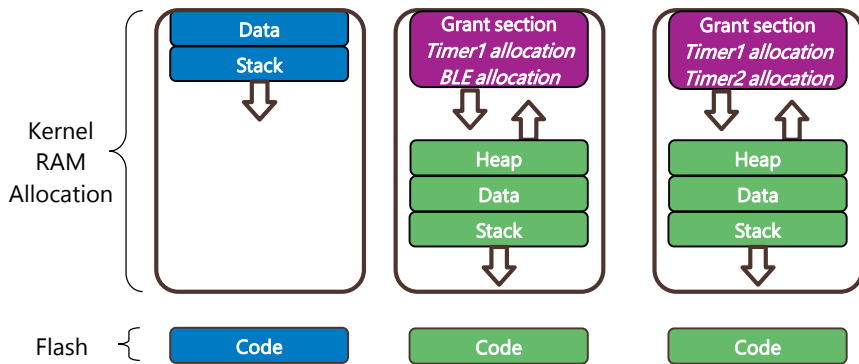 Kernel
RAM
Allocation
Data
Stack
Grant section
Timer1 allocation
BLE allocation
Heap
Data
Stack
Grant section
Timer1 allocation
Timer2 allocation
Heap
Data
Stack
Flash
Code
Code
Code